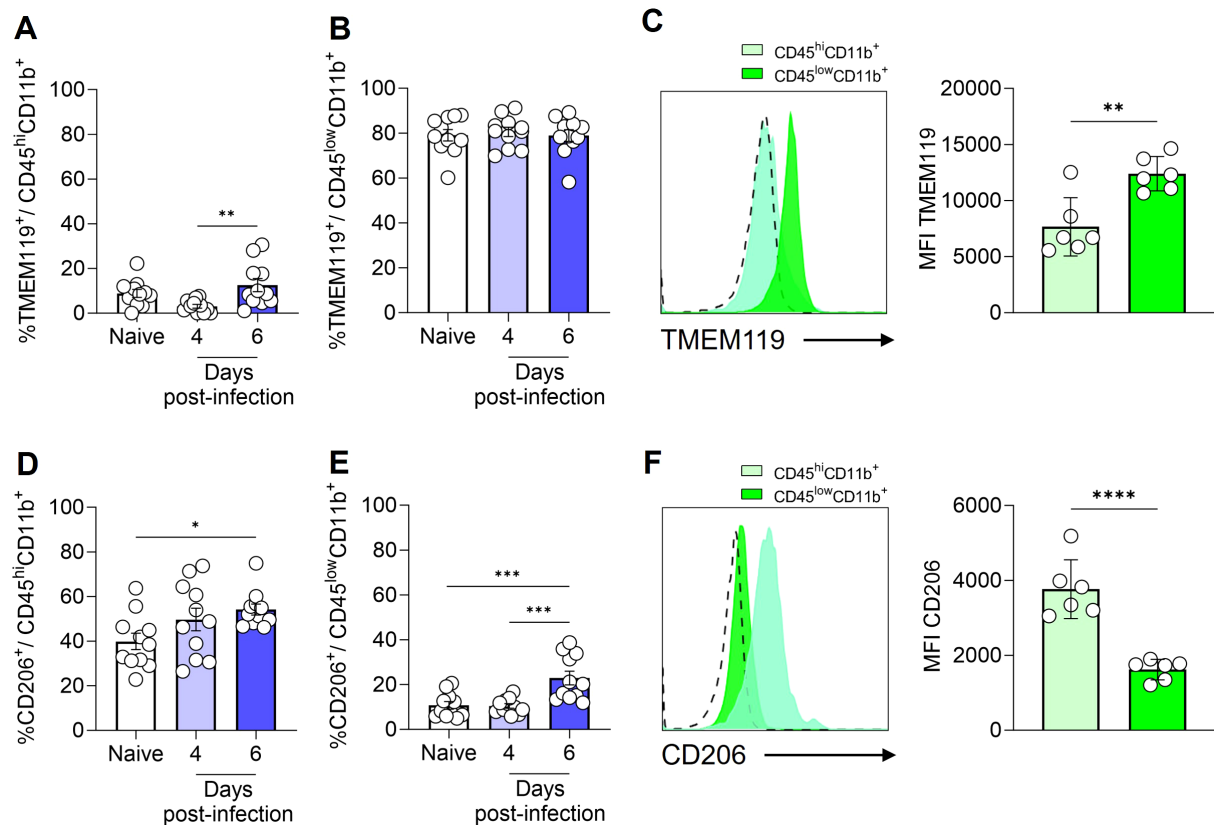 A
%TMEM119⁺/ CD45ʰⁱCD11b⁺
100
80
60
40
20
0
**
Naive
4
6
Days
post-infection
B
%TMEM119⁺/ CD45ˡᵒʷCD11b⁺
100
80
60
40
20
0
Naive
4
6
Days
post-infection
C
CD45ʰⁱCD11b⁺
CD45ˡᵒʷCD11b⁺
TMEM119
MFI TMEM119
20000
15000
10000
5000
0
**
D
%CD206⁺/ CD45ʰⁱCD11b⁺
100
80
60
40
20
0
*
Naive
4
6
Days
post-infection
E
%CD206⁺/ CD45ˡᵒʷCD11b⁺
100
80
60
40
20
0
***
***
Naive
4
6
Days
post-infection
F
CD45ʰⁱCD11b⁺
CD45ˡᵒʷCD11b⁺
CD206
MFI CD206
6000
4000
2000
0
****